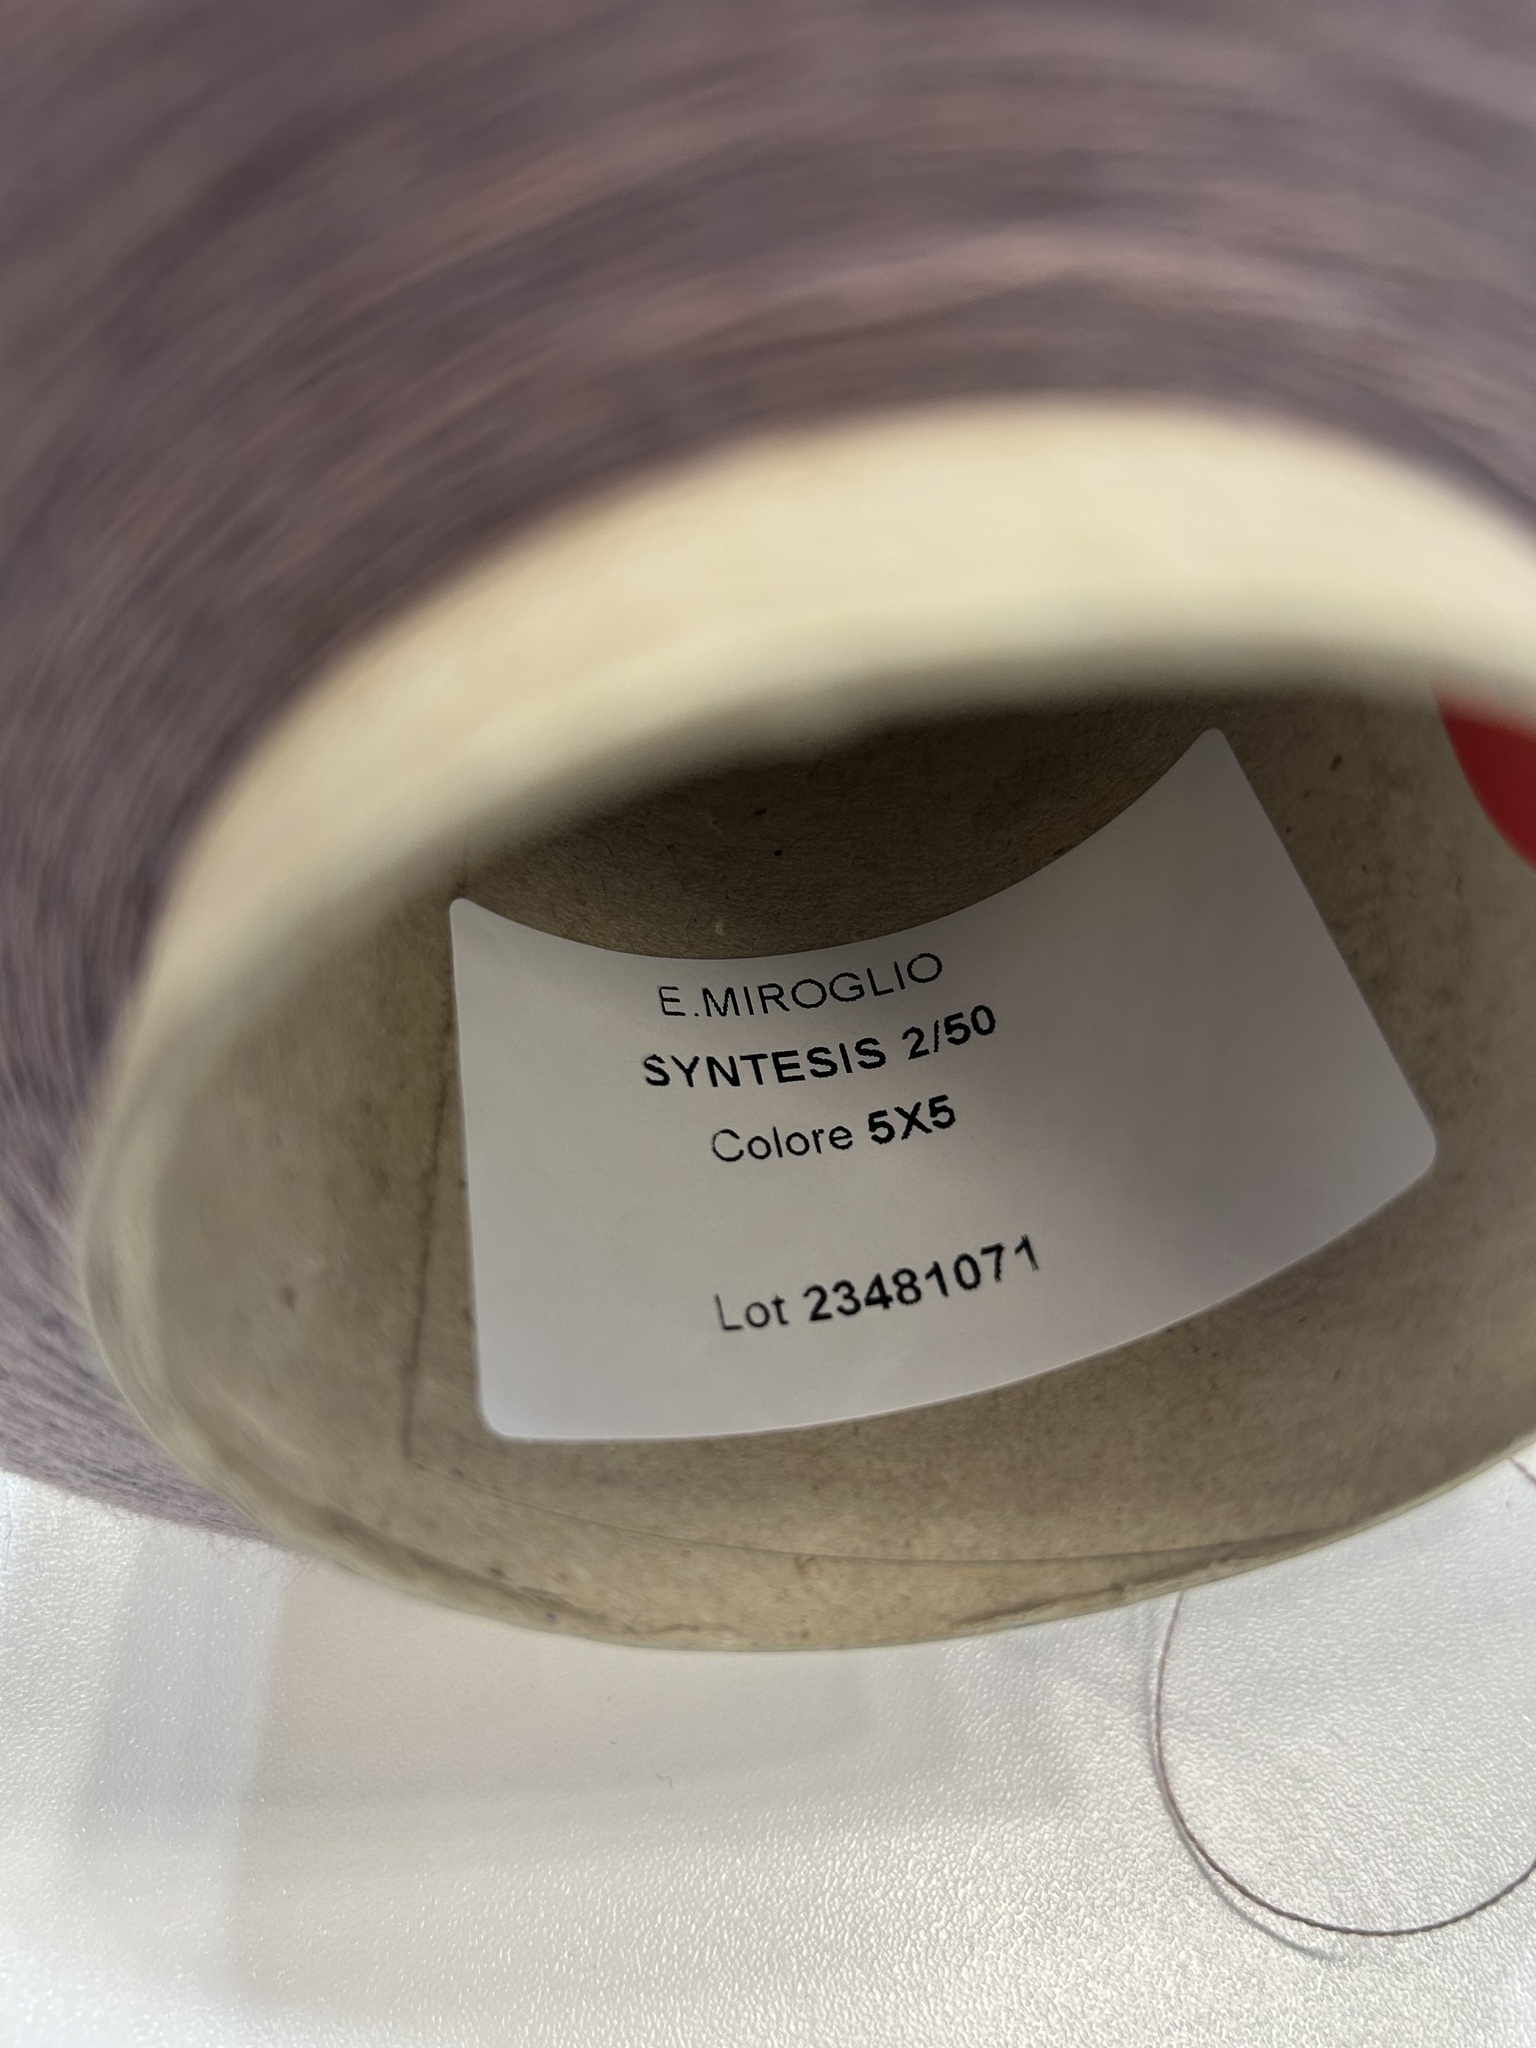 E.MIROGLIO
SYNTESIS 2/50
Colore 5X5
Lot 23481071